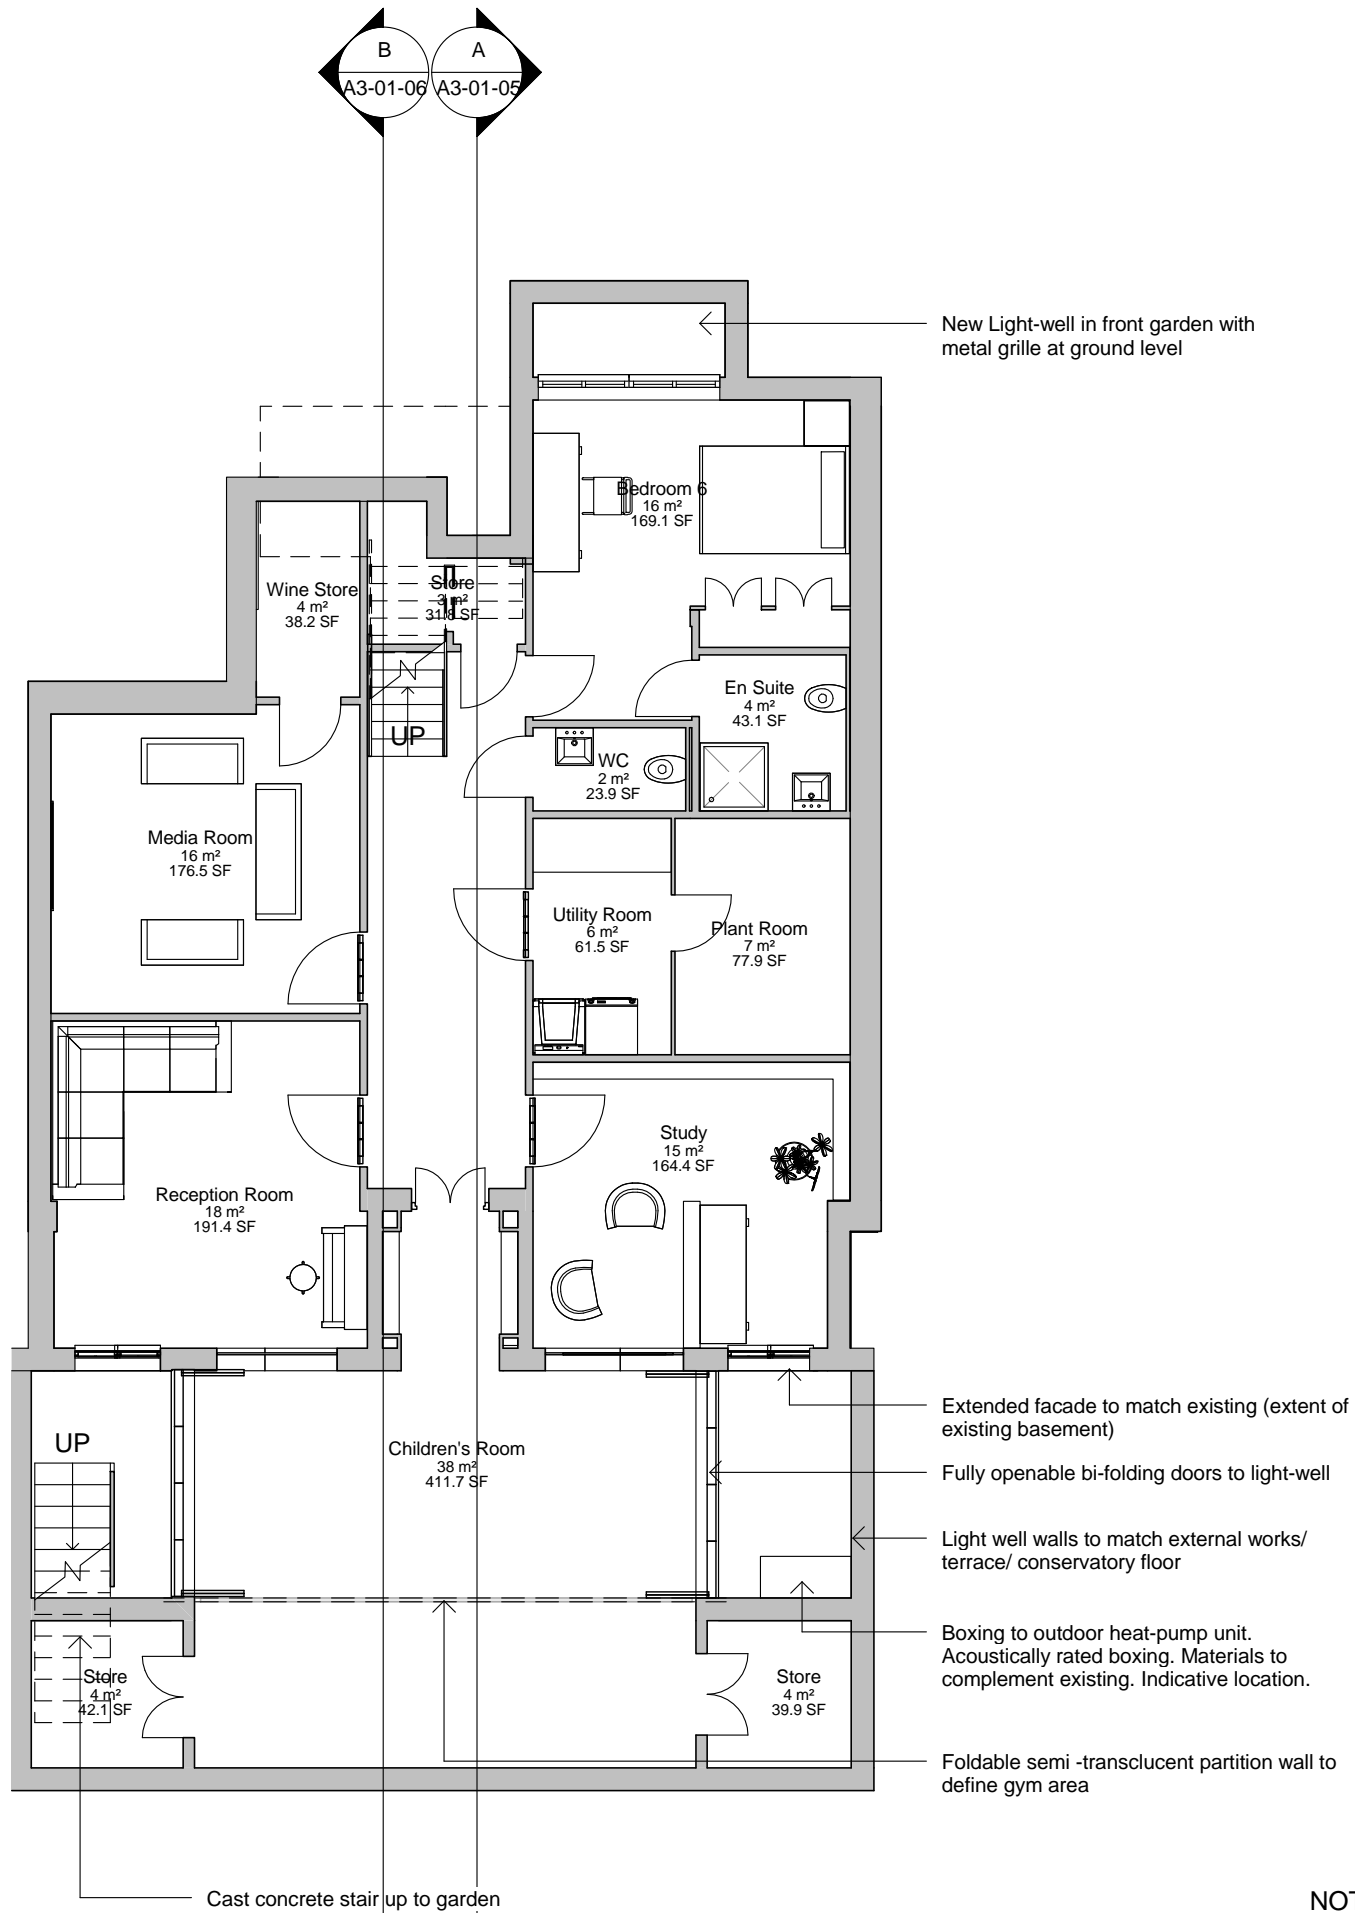 B
A3-01-06
A
A3-01-05
New Light-well in front garden with
metal grille at ground level
Bedroom 6
16 m²
169.1 SF
Wine Store
4 m²
38.2 SF
Store
3 m²
31.8 SF
En Suite
4 m²
43.1 SF
UP
WC
2 m²
23.9 SF
Media Room
16 m²
176.5 SF
Utility Room
6 m²
61.5 SF
Plant Room
7 m²
77.9 SF
Study
15 m²
164.4 SF
Reception Room
18 m²
191.4 SF
Extended facade to match existing (extent of
existing basement)
UP
Children's Room
38 m²
411.7 SF
Fully openable bi-folding doors to light-well
Light well walls to match external works/
terrace/ conservatory floor
Boxing to outdoor heat-pump unit.
Acoustically rated boxing. Materials to
complement existing. Indicative location.
Store
4 m²
42.1 SF
Store
4 m²
39.9 SF
Foldable semi -transclucent partition wall to
define gym area
Cast concrete stair up to garden
NOT